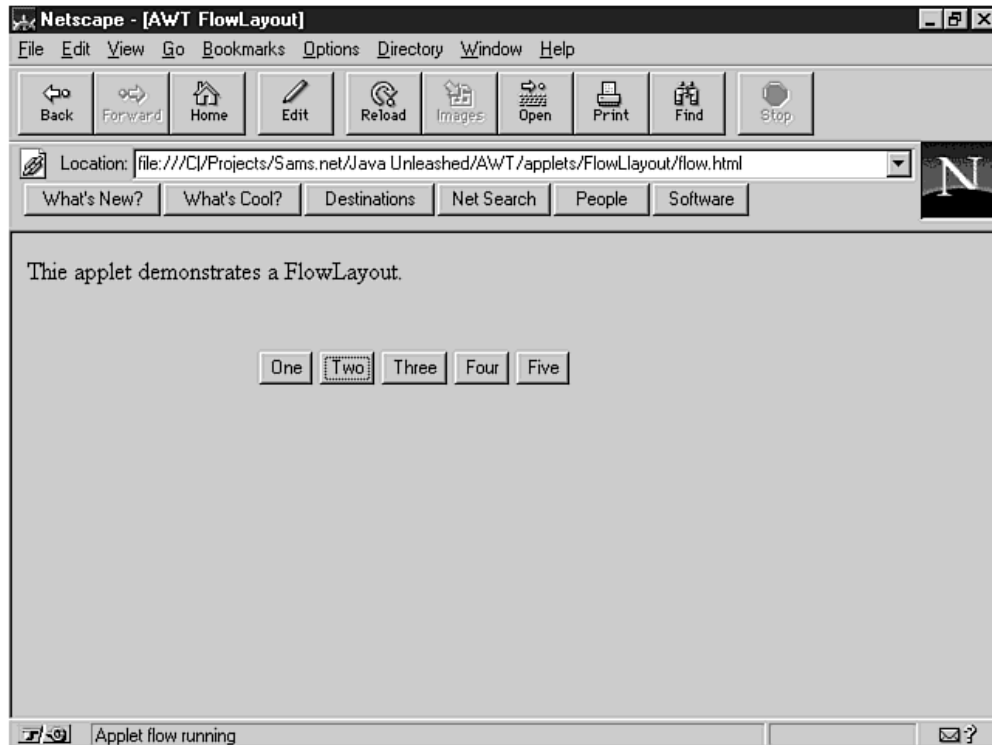 Netscape - [AWT FlowLayout]
File Edit View Go Bookmarks Options Directory Window Help
Back Forward Home Edit Reload Images Open Print Find Stop
Location: file:///C|/Projects/Sams.net/Java Unleashed/AWT/applets/FlowLlayout/flow.html
N
What's New? What's Cool? Destinations Net Search People Software
Thie applet demonstrates a FlowLayout.
One Two Three Four Five
Applet flow running
?